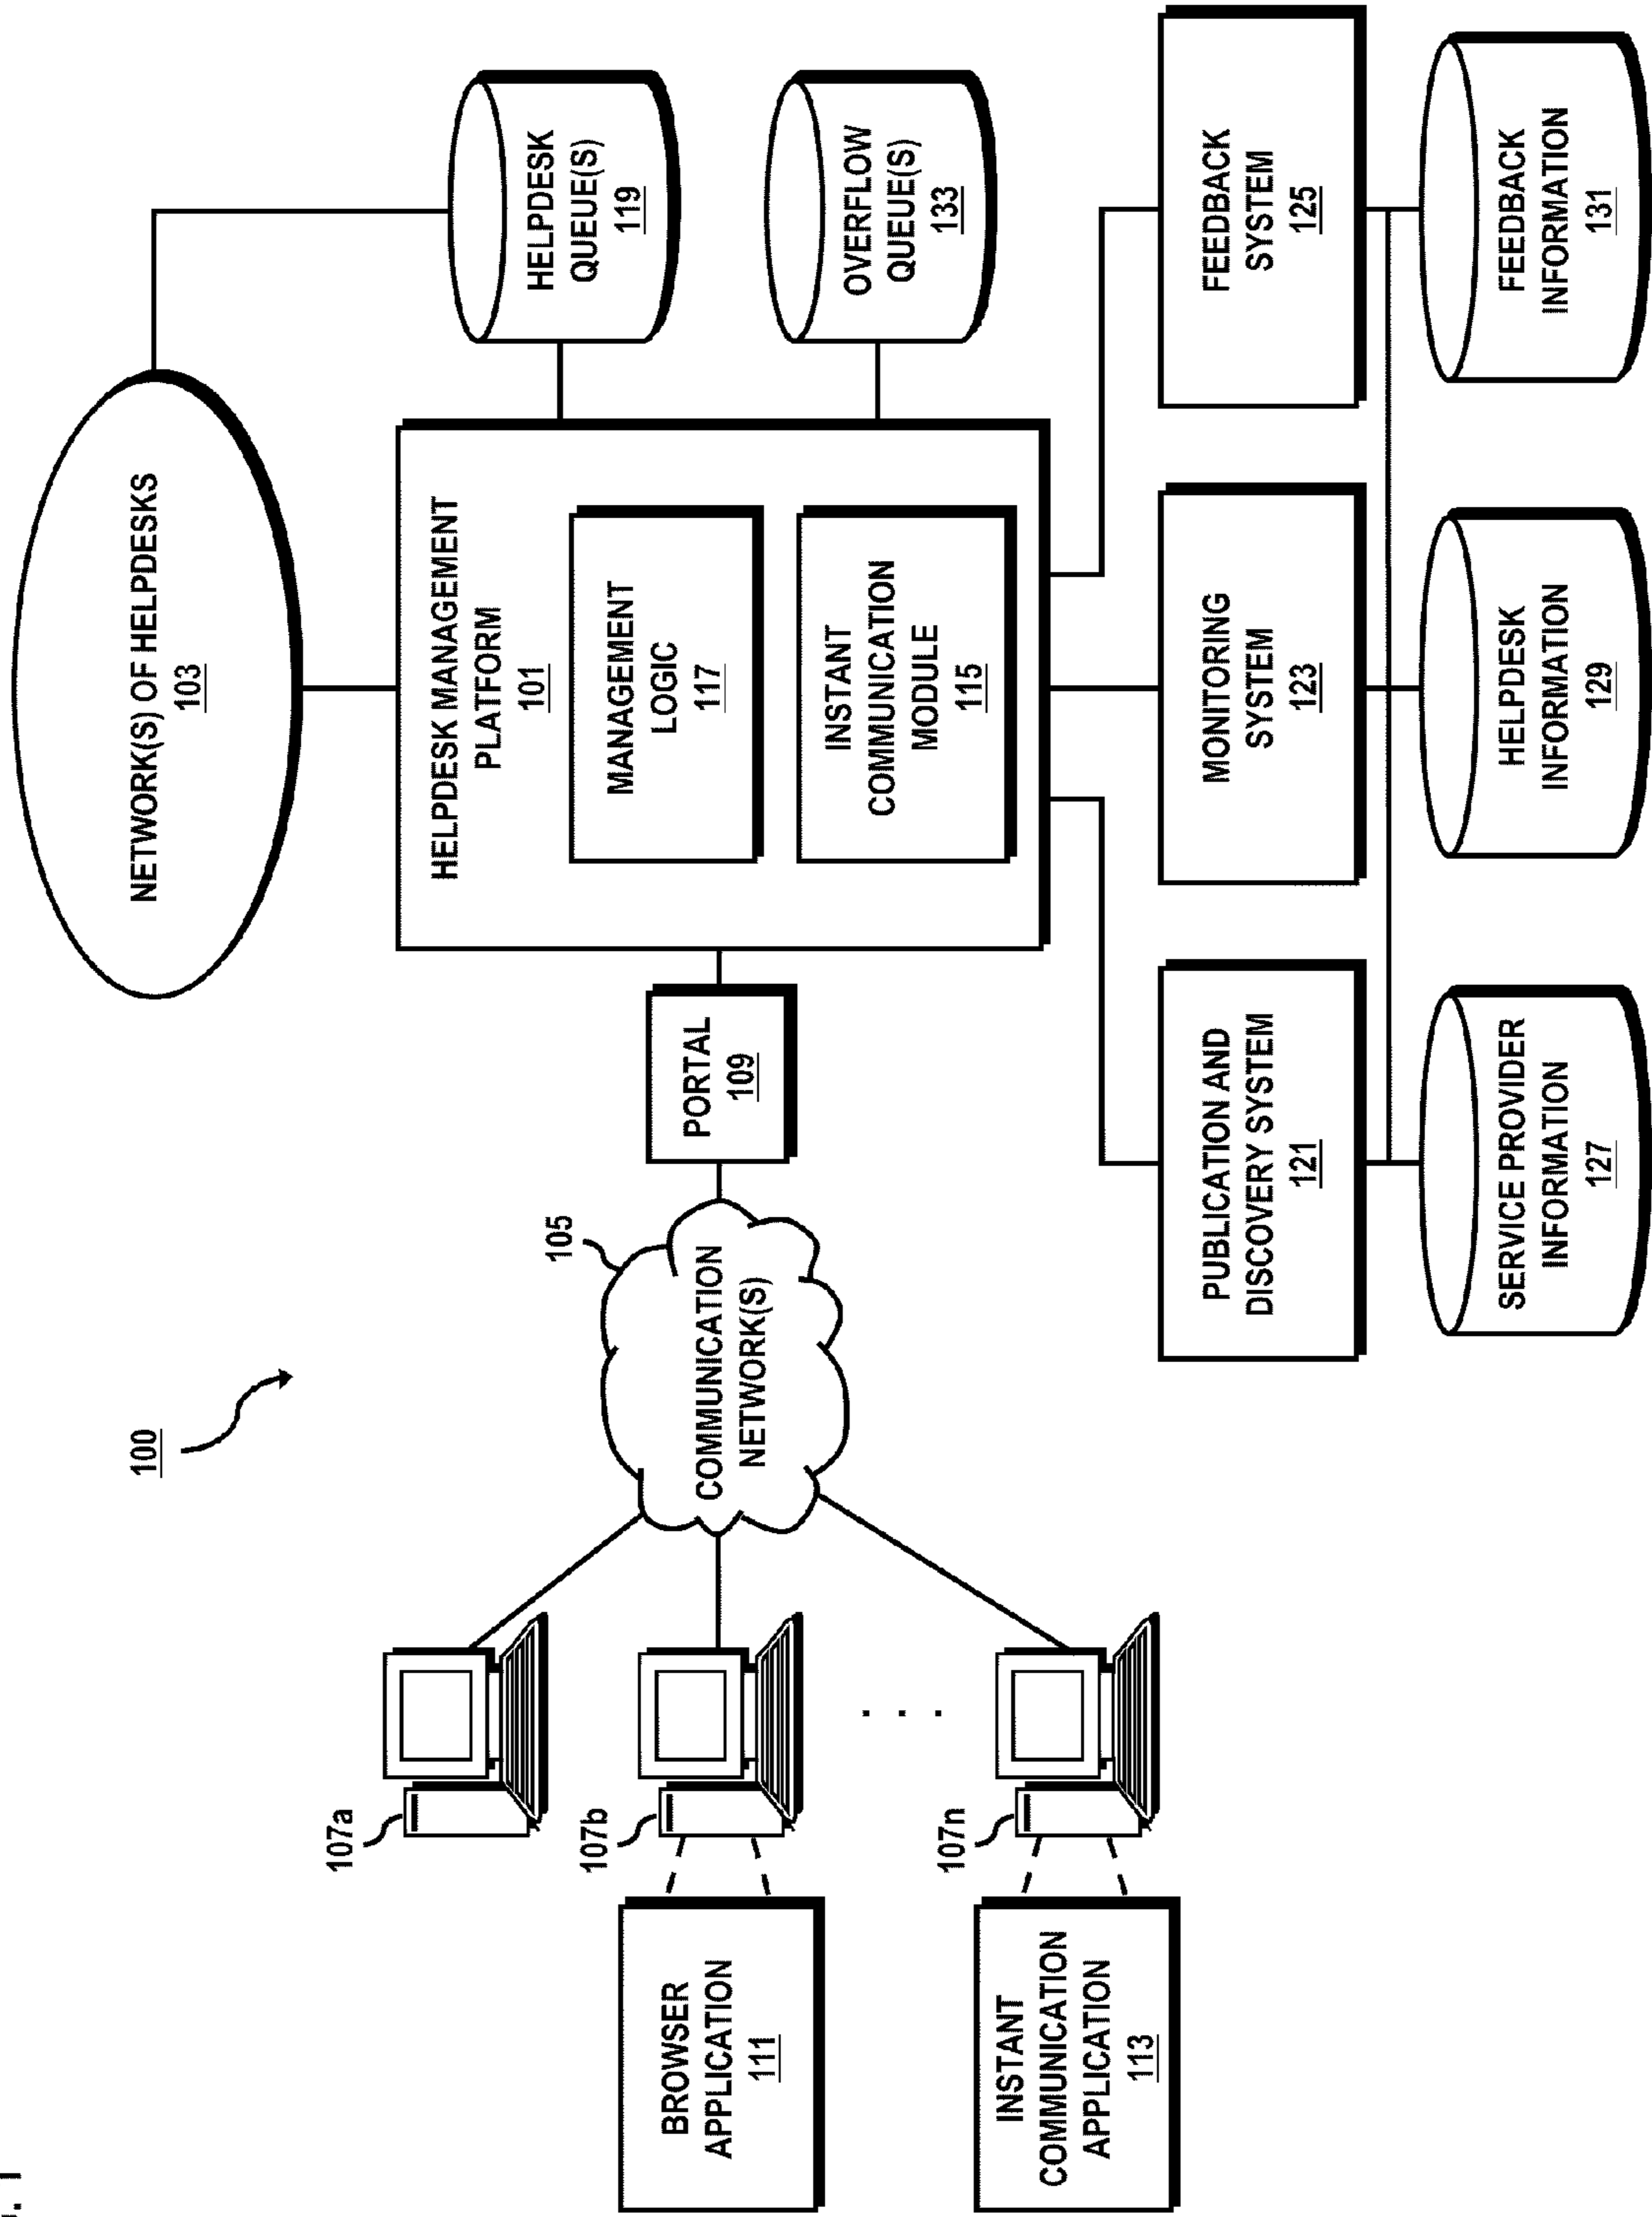 100
NETWORK(S) OF HELPDESKS
103
107a
107b
107n
BROWSER
APPLICATION
111
INSTANT
COMMUNICATION
APPLICATION
113
105
COMMUNICATION
NETWORK(S)
PORTAL
109
HELPDESK MANAGEMENT
PLATFORM
101
MANAGEMENT
LOGIC
117
INSTANT
COMMUNICATION
MODULE
115
HELPDESK
QUEUE(S)
119
OVERFLOW
QUEUE(S)
133
PUBLICATION AND
DISCOVERY SYSTEM
121
MONITORING
SYSTEM
123
FEEDBACK
SYSTEM
125
SERVICE PROVIDER
INFORMATION
127
HELPDESK
INFORMATION
129
FEEDBACK
INFORMATION
131